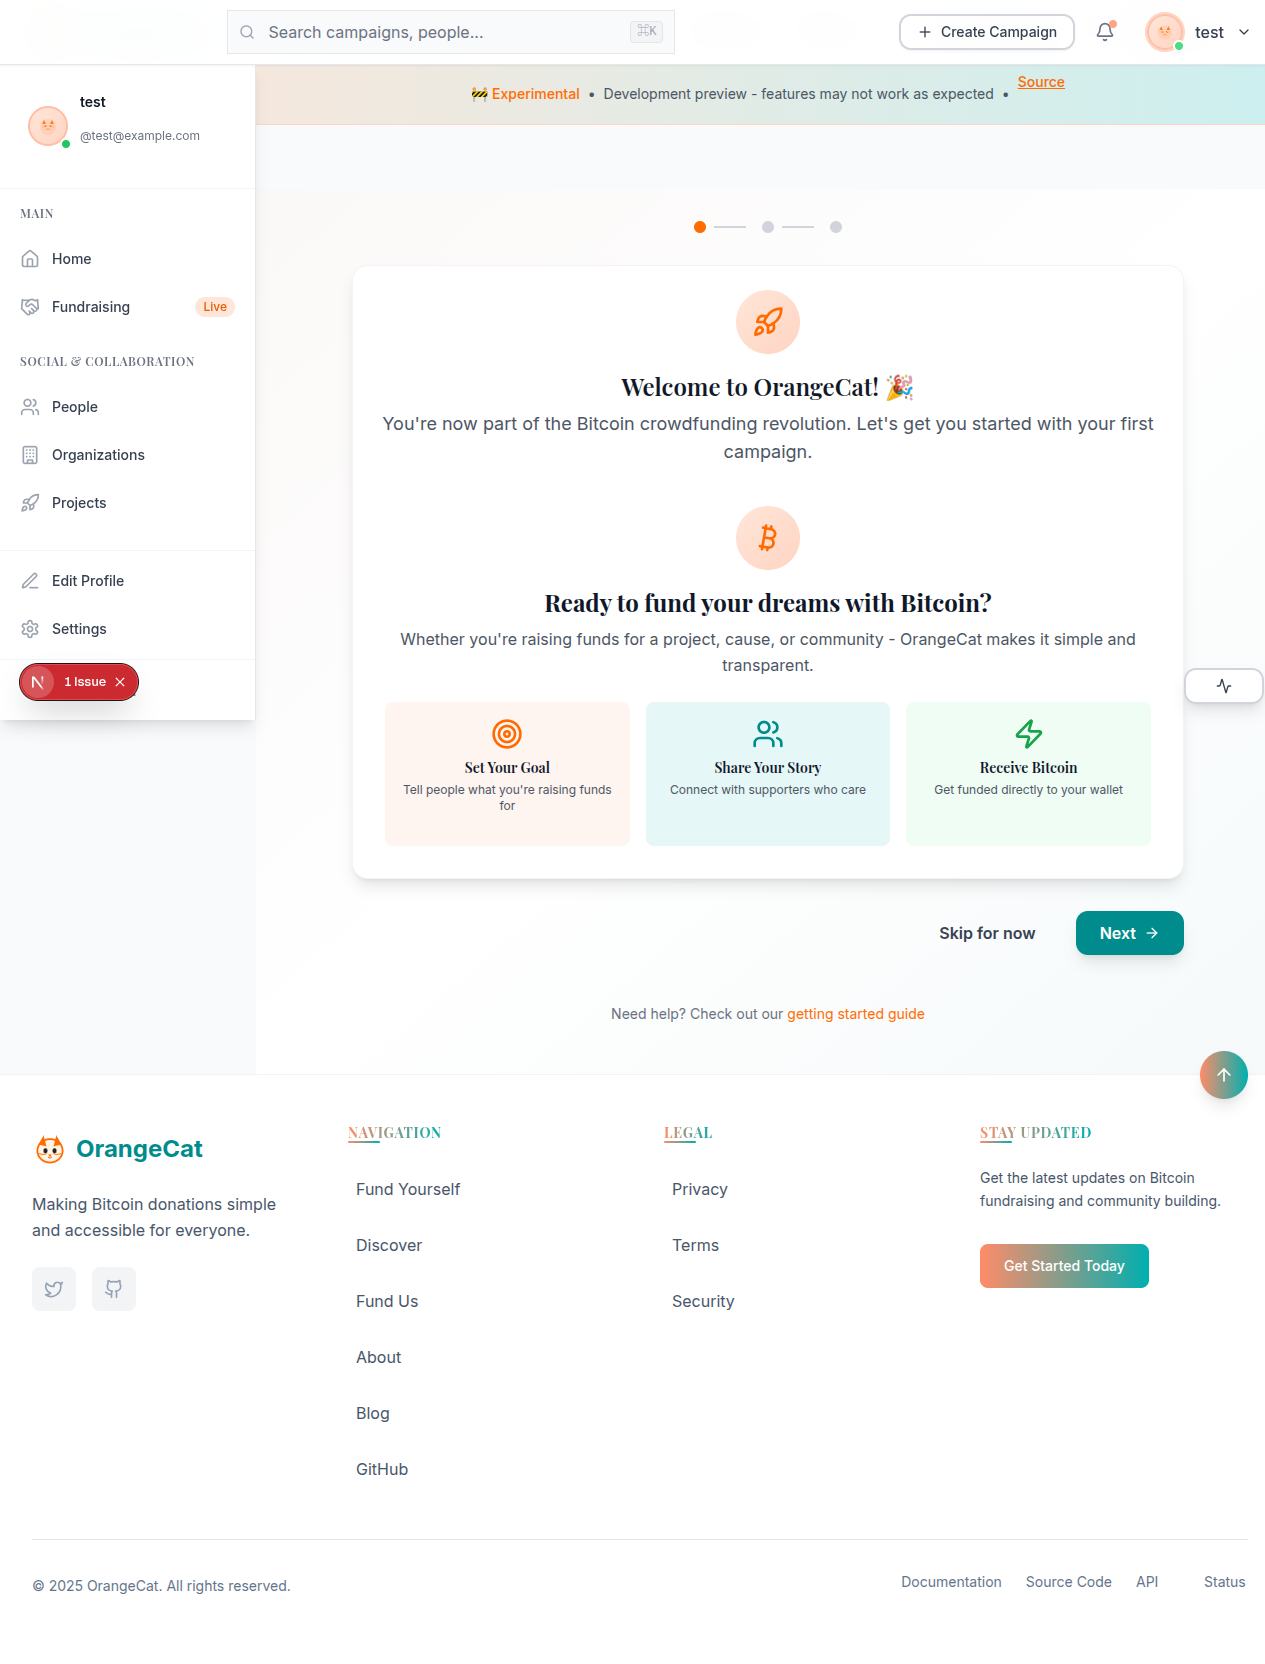 Search campaigns, people...
⌘K
Create Campaign
test
test
@test@example.com
🚧 Experimental • Development preview - features may not work as expected • Source
MAIN
Home
Fundraising
Live
SOCIAL & COLLABORATION
People
Organizations
Projects
Edit Profile
Settings
N 1 Issue
Welcome to OrangeCat! 🎉
You're now part of the Bitcoin crowdfunding revolution. Let's get you started with your first
campaign.
Ready to fund your dreams with Bitcoin?
Whether you're raising funds for a project, cause, or community - OrangeCat makes it simple and
transparent.
Set Your Goal
Tell people what you're raising funds
for
Share Your Story
Connect with supporters who care
Receive Bitcoin
Get funded directly to your wallet
Skip for now
Next →
Need help? Check out our getting started guide
OrangeCat
Making Bitcoin donations simple
and accessible for everyone.
NAVIGATION
Fund Yourself
Discover
Fund Us
About
Blog
GitHub
LEGAL
Privacy
Terms
Security
STAY UPDATED
Get the latest updates on Bitcoin
fundraising and community building.
Get Started Today
© 2025 OrangeCat. All rights reserved.
Documentation
Source Code
API
Status